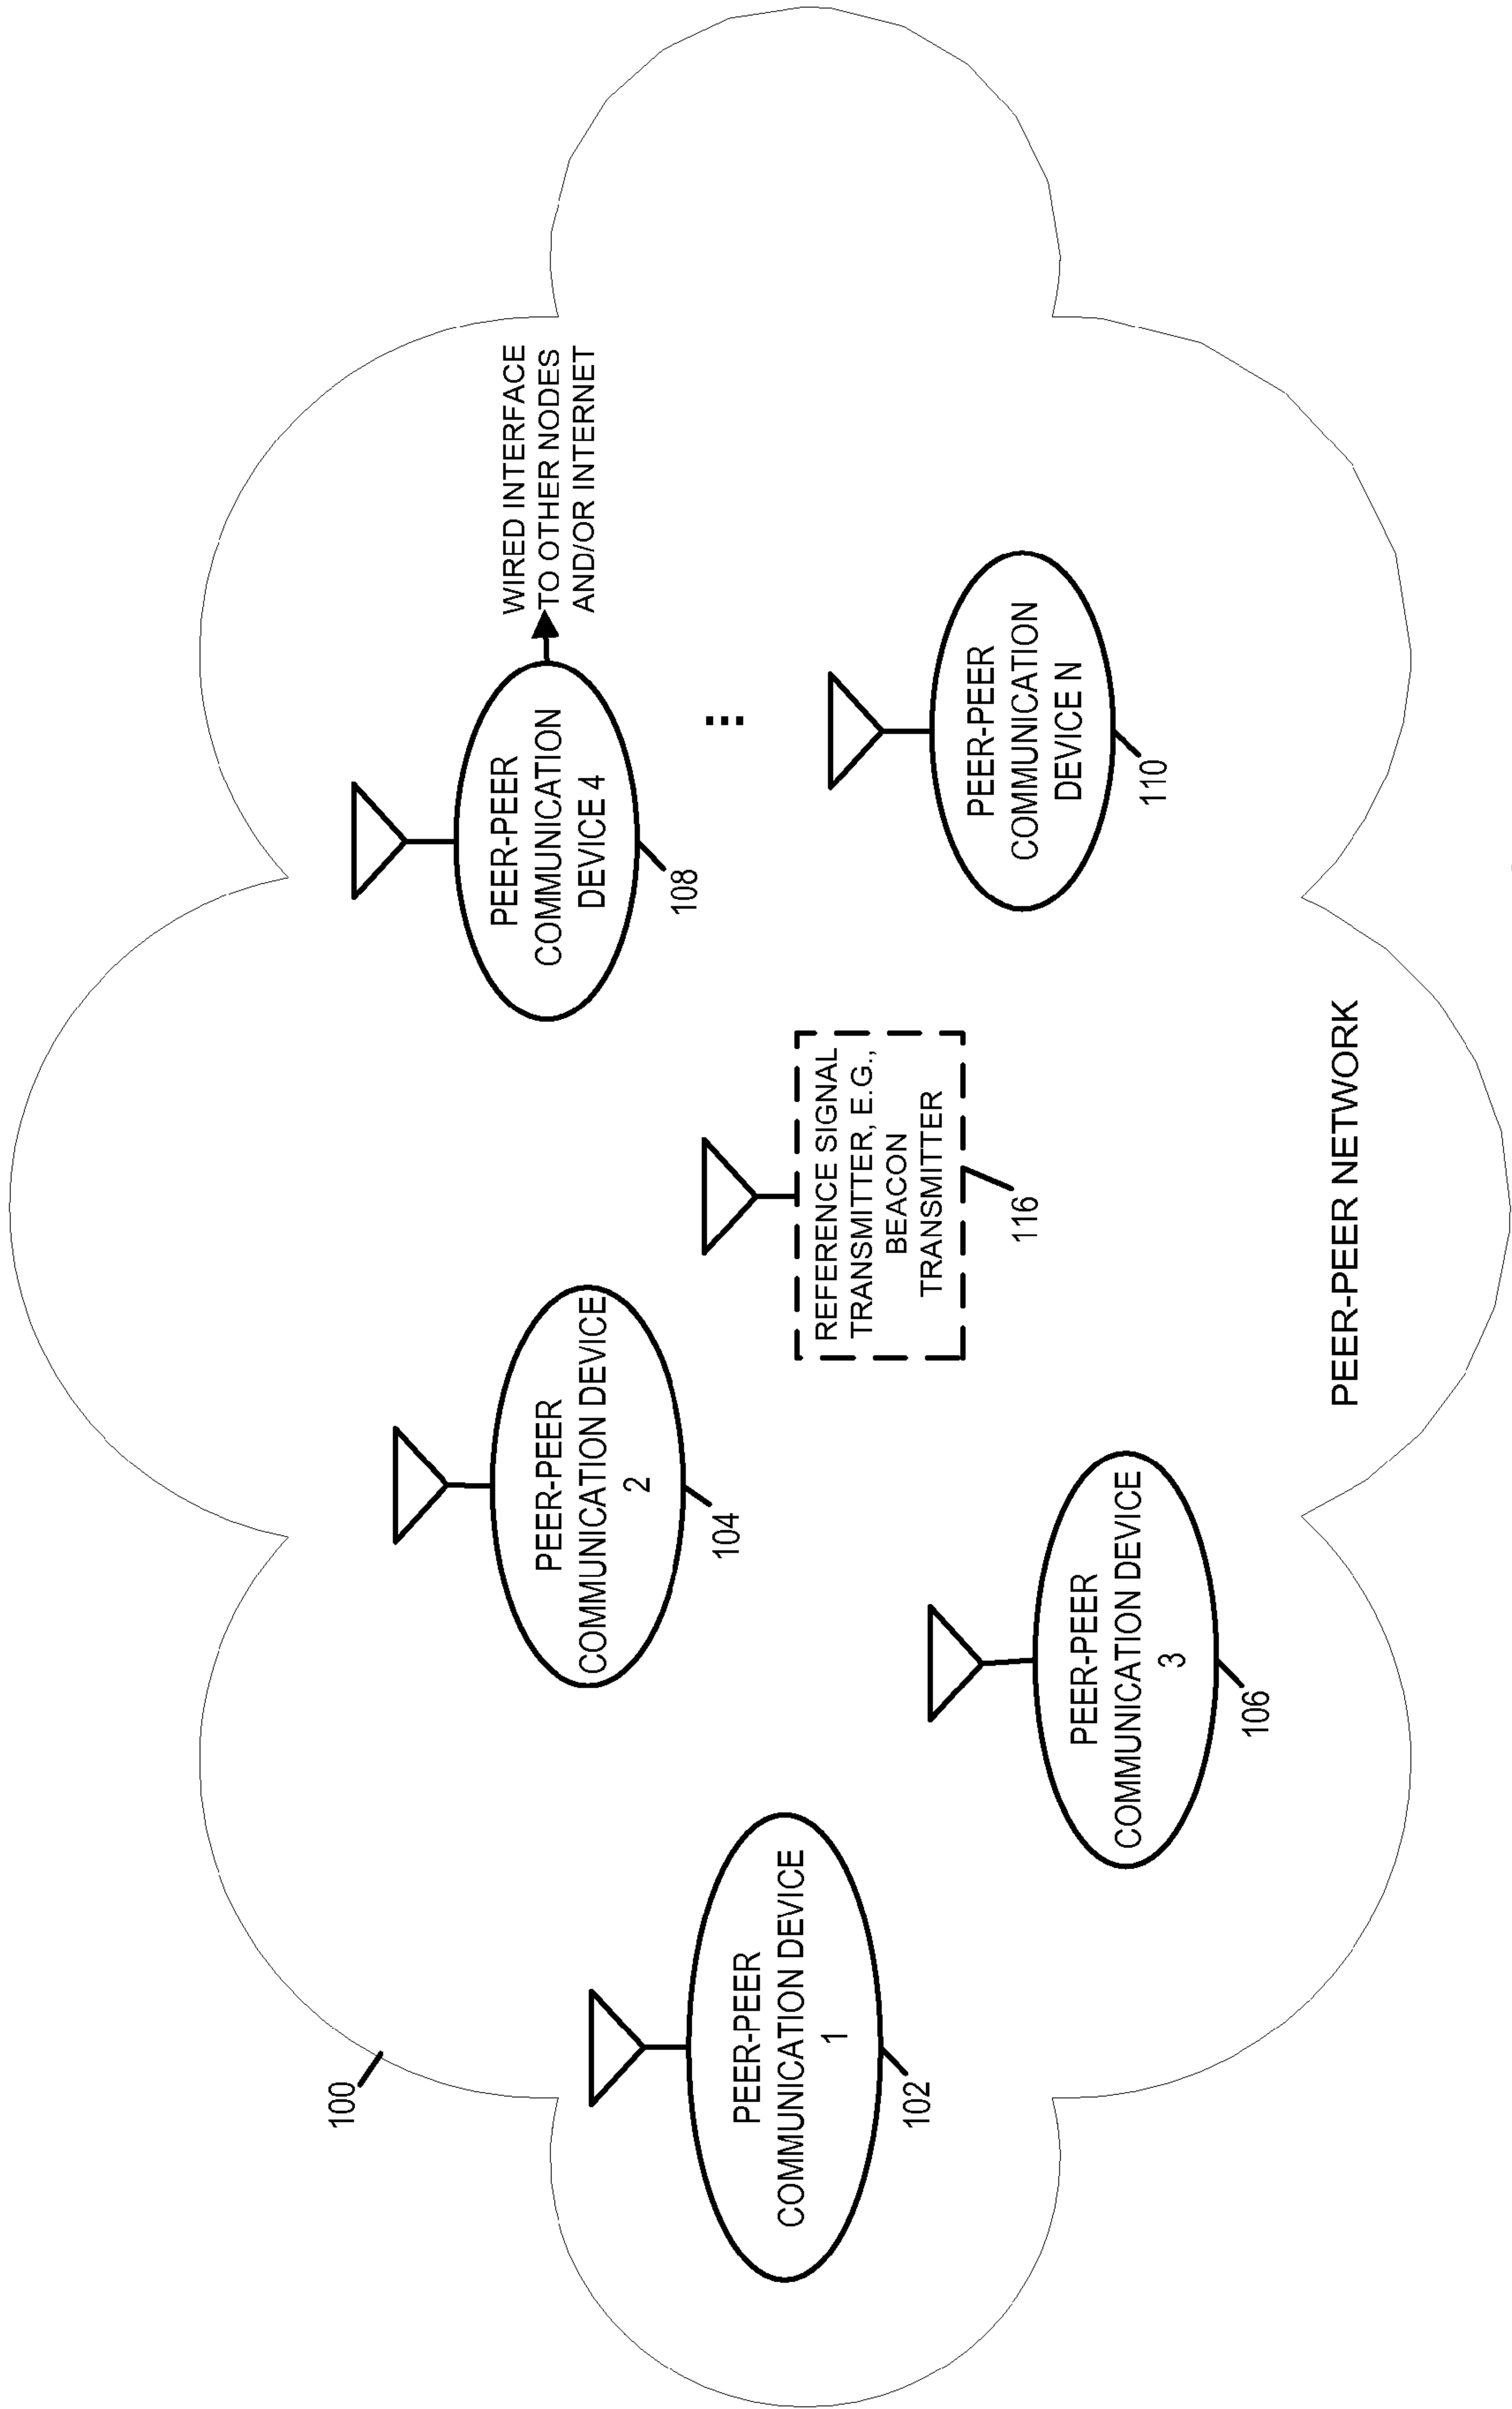 100
PEER-PEER
COMMUNICATION DEVICE
1
102
PEER-PEER
COMMUNICATION DEVICE
2
104
PEER-PEER
COMMUNICATION DEVICE
3
106
REFERENCE SIGNAL
TRANSMITTER, E.G.,
BEACON
TRANSMITTER
116
PEER-PEER
COMMUNICATION
DEVICE 4
108
WIRED INTERFACE
TO OTHER NODES
AND/OR INTERNET
...
PEER-PEER
COMMUNICATION
DEVICE N
110
PEER-PEER NETWORK